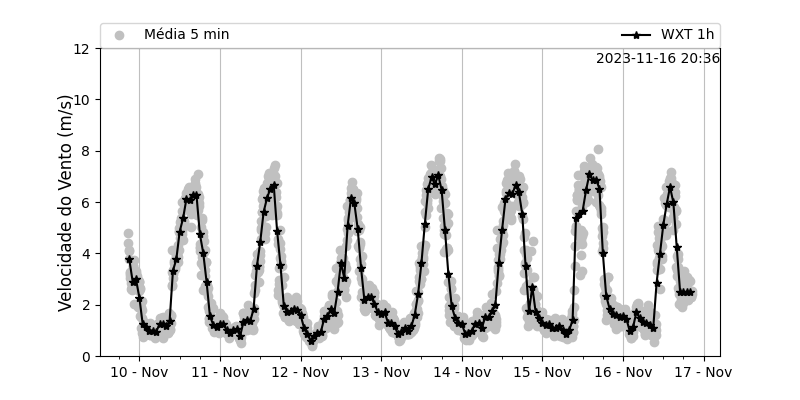 Média 5 min
WXT 1h
2023-11-16 20:36
Velocidade do Vento (m/s)
12
10
8
6
4
2
0
10 - Nov
11 - Nov
12 - Nov
13 - Nov
14 - Nov
15 - Nov
16 - Nov
17 - Nov